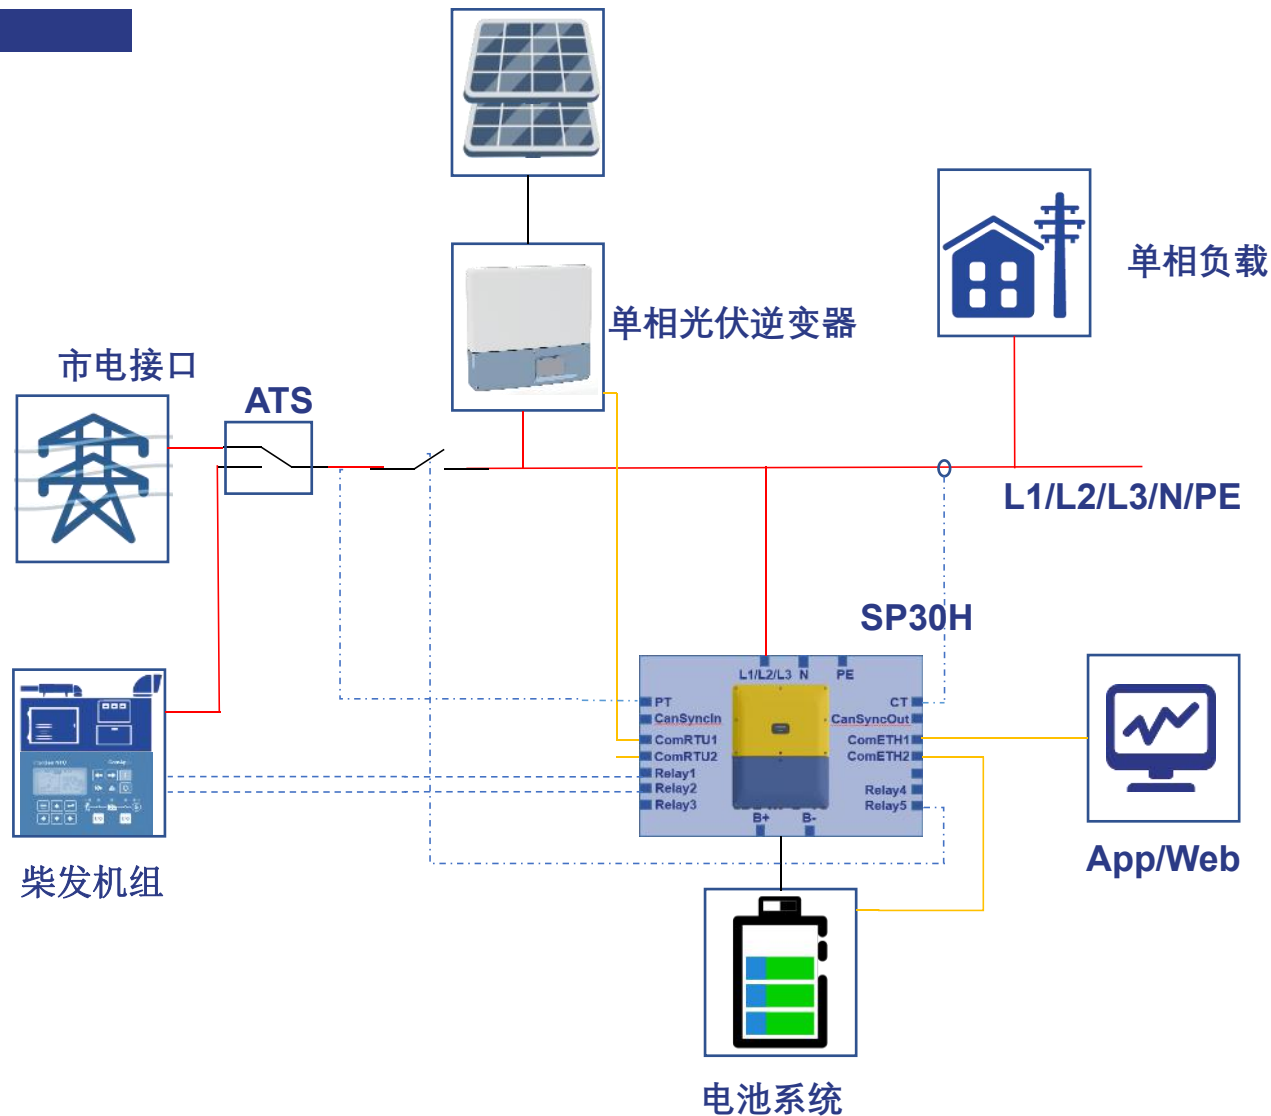 单相负载
单相光伏逆变器
市电接口
ATS
L1/L2/L3/N/PE
SP30H
L1/L2/L3 N PE
PT CT
CanSyncIn CanSyncOut
ComRTU1 ComETH1
ComRTU2 ComETH2
Relay1
Relay2 Relay4
Relay3 Relay5
B+ B-
柴发机组
App/Web
电池系统